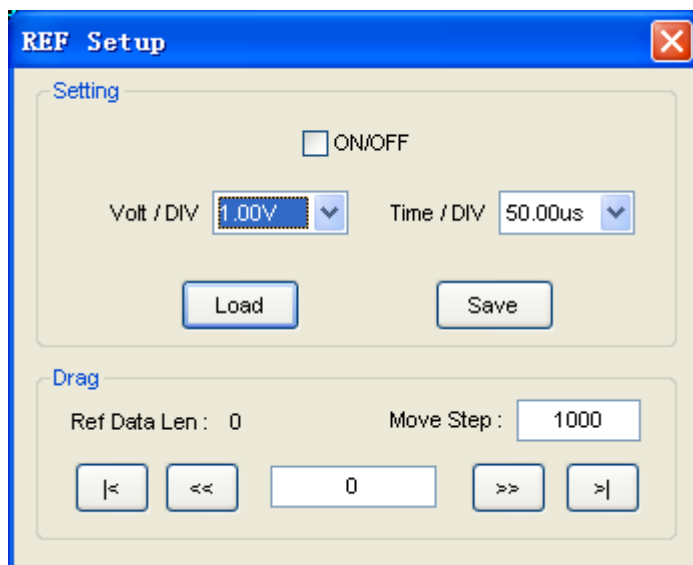 REF Setup
Setting
ON/OFF
Volt / DIV 1.00V Time / DIV 50.00us
Load Save
Drag
Ref Data Len : 0 Move Step : 1000
|< << 0 >> >|